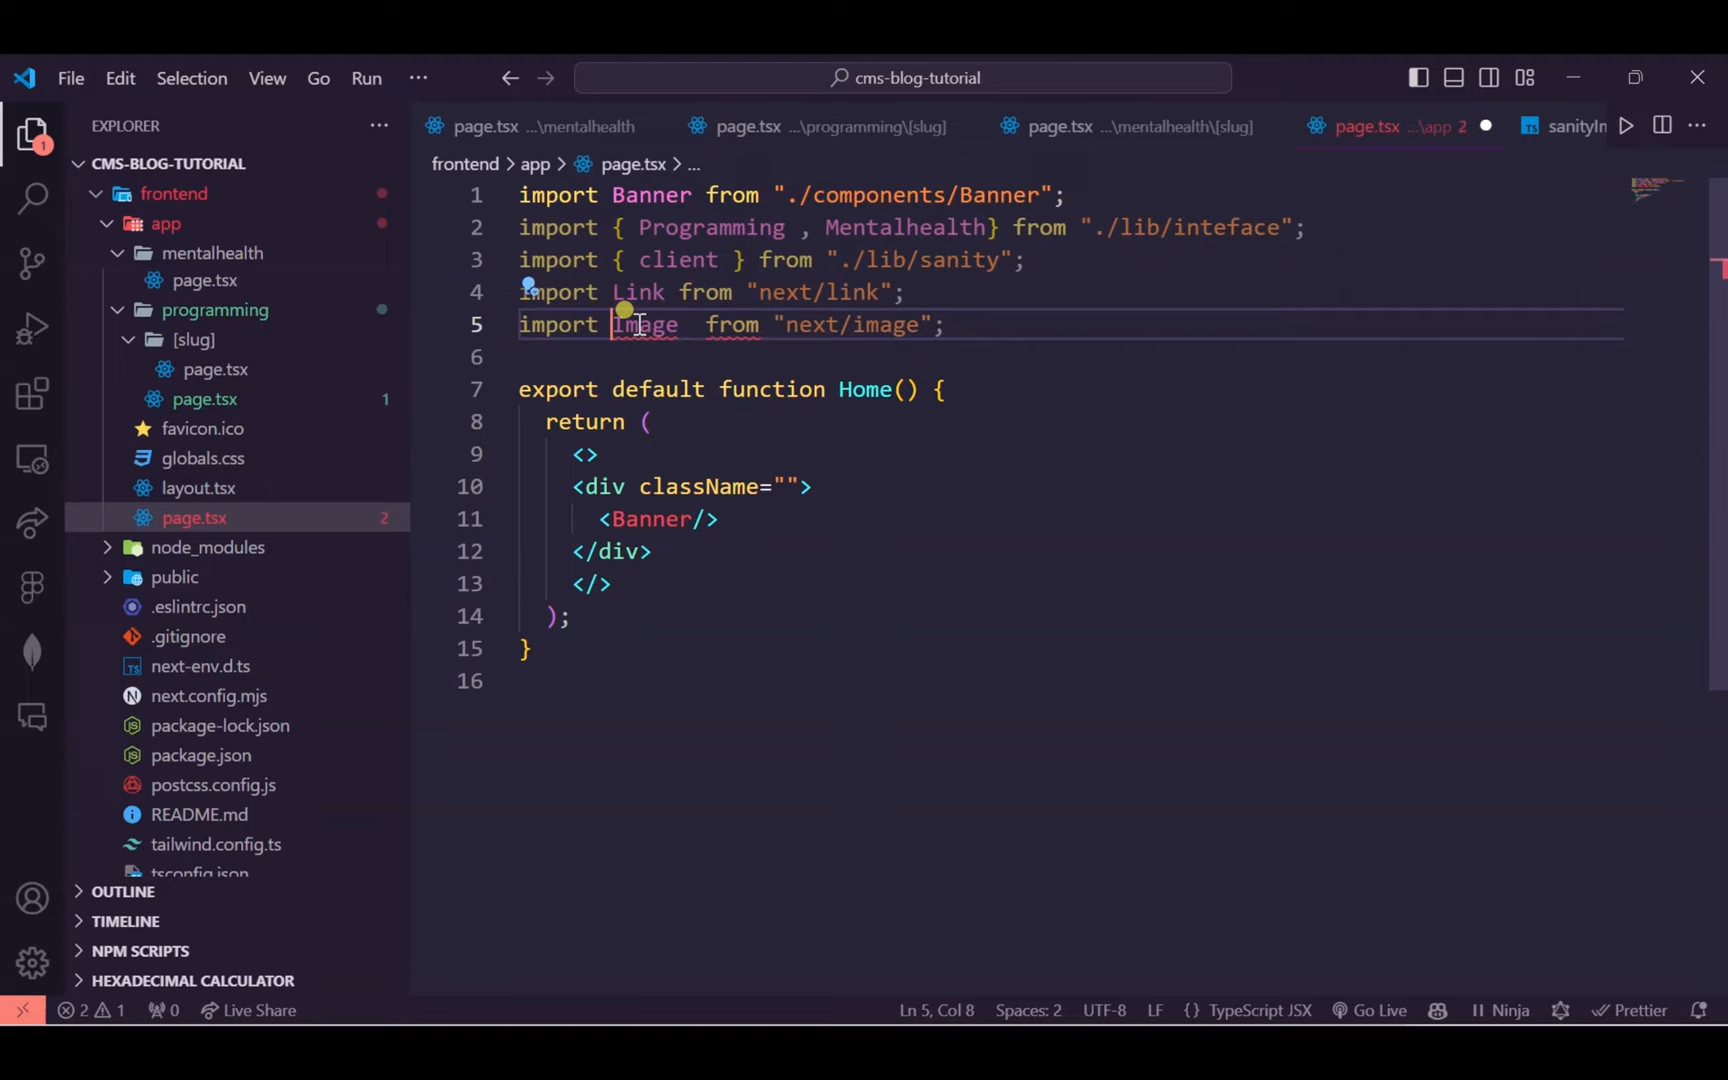 File Edit Selection View Go Run ··· cms-blog-tutorial
EXPLORER ···
CMS-BLOG-TUTORIAL
frontend
app
mentalhealth
page.tsx
programming
[slug]
page.tsx
page.tsx 1
favicon.ico
globals.css
layout.tsx
page.tsx 2
node_modules
public
.eslintrc.json
.gitignore
next-env.d.ts
next.config.mjs
package-lock.json
package.json
postcss.config.js
README.md
tailwind.config.ts
tsconfig.json
OUTLINE
TIMELINE
NPM SCRIPTS
HEXADECIMAL CALCULATOR
page.tsx ...\mentalhealth page.tsx ...\programming\[slug] page.tsx ...\mentalhealth\[slug] page.tsx ...\app 2 sanityIn ···
frontend > app > page.tsx > ...
1 import Banner from "./components/Banner";
2 import { Programming , Mentalhealth} from "./lib/inteface";
3 import { client } from "./lib/sanity";
4 import Link from "next/link";
5 import Image  from "next/image";
6
7 export default function Home() {
8 return (
9 <>
10 <div className="">
11 <Banner/>
12 </div>
13 </>
14 );
15 }
16
1
2 1 0 Live Share Ln 5, Col 8 Spaces: 2 UTF-8 LF {} TypeScript JSX Go Live Ninja Prettier